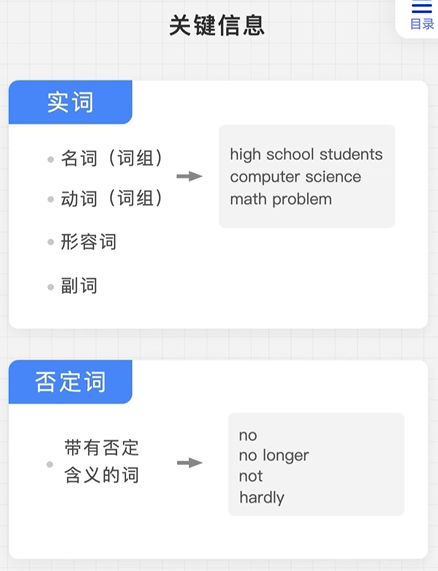 关键信息
目录
实词
名词（词组）
动词（词组）
形容词
副词
high school students
computer science
math problem
否定词
带有否定
含义的词
no
no longer
not
hardly